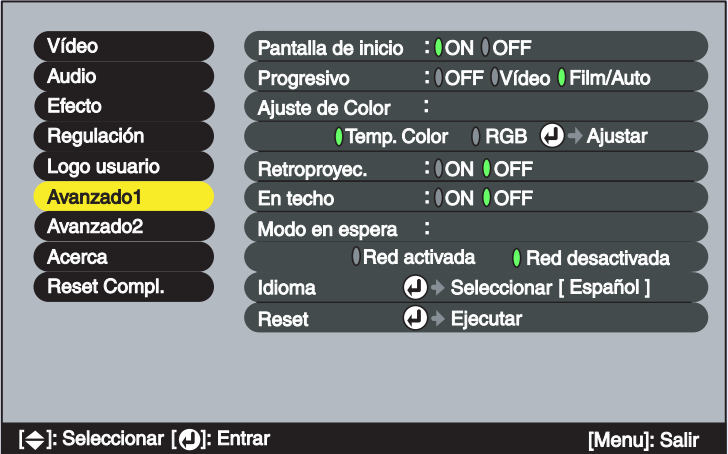 Vídeo
Audio
Efecto
Regulación
Logo usuario
Avanzado1
Avanzado2
Acerca
Reset Compl.
Pantalla de inicio : ON OFF
Progresivo : OFF Vídeo Film/Auto
Ajuste de Color :
Temp. Color RGB Ajustar
Retroproyec. : ON OFF
En techo : ON OFF
Modo en espera :
Red activada Red desactivada
Idioma Seleccionar [ Español ]
Reset Ejecutar
[ ]: Seleccionar [ ]: Entrar
[Menu]: Salir